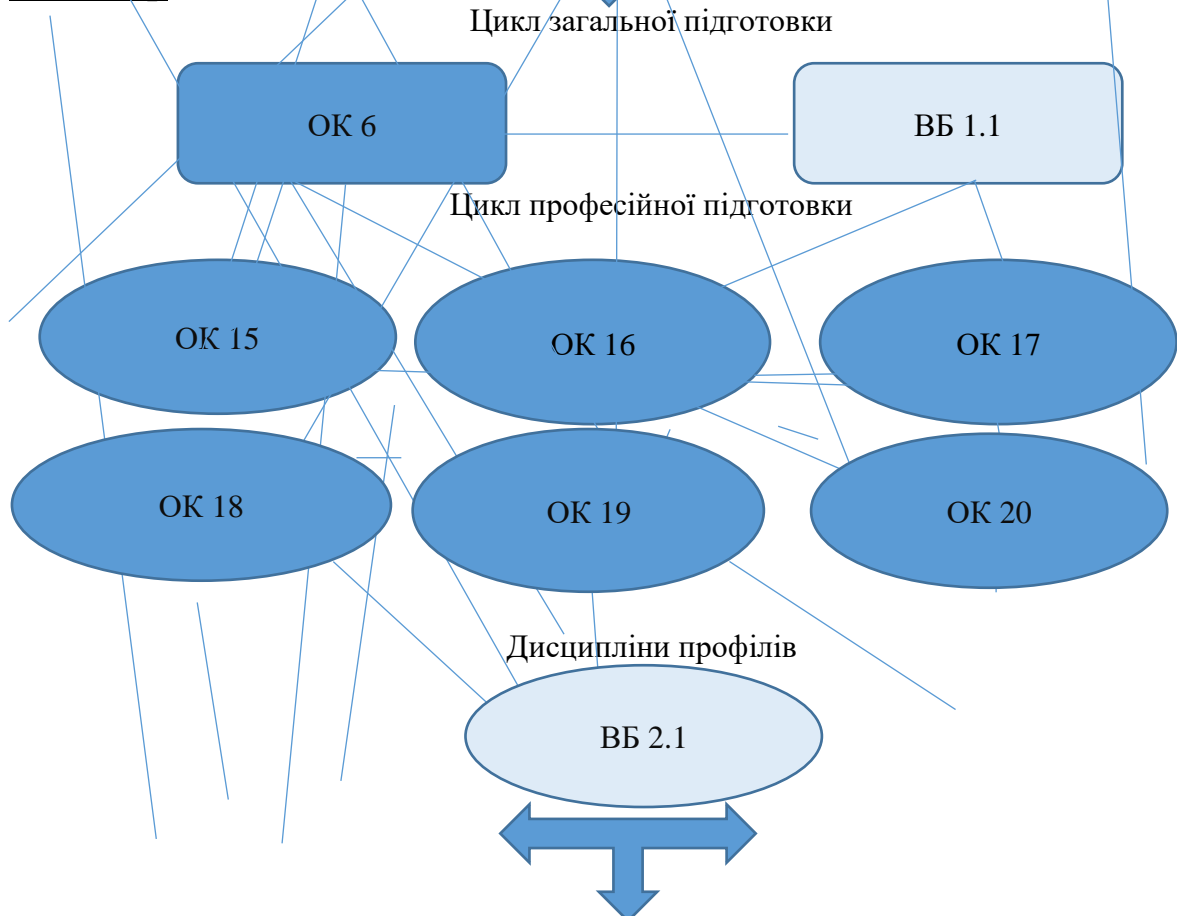 Цикл загальної підготовки
ОК 6
ВБ 1.1
Цикл професійної підготовки
ОК 15
ОК 16
ОК 17
ОК 18
ОК 19
ОК 20
Дисципліни профілів
ВБ 2.1